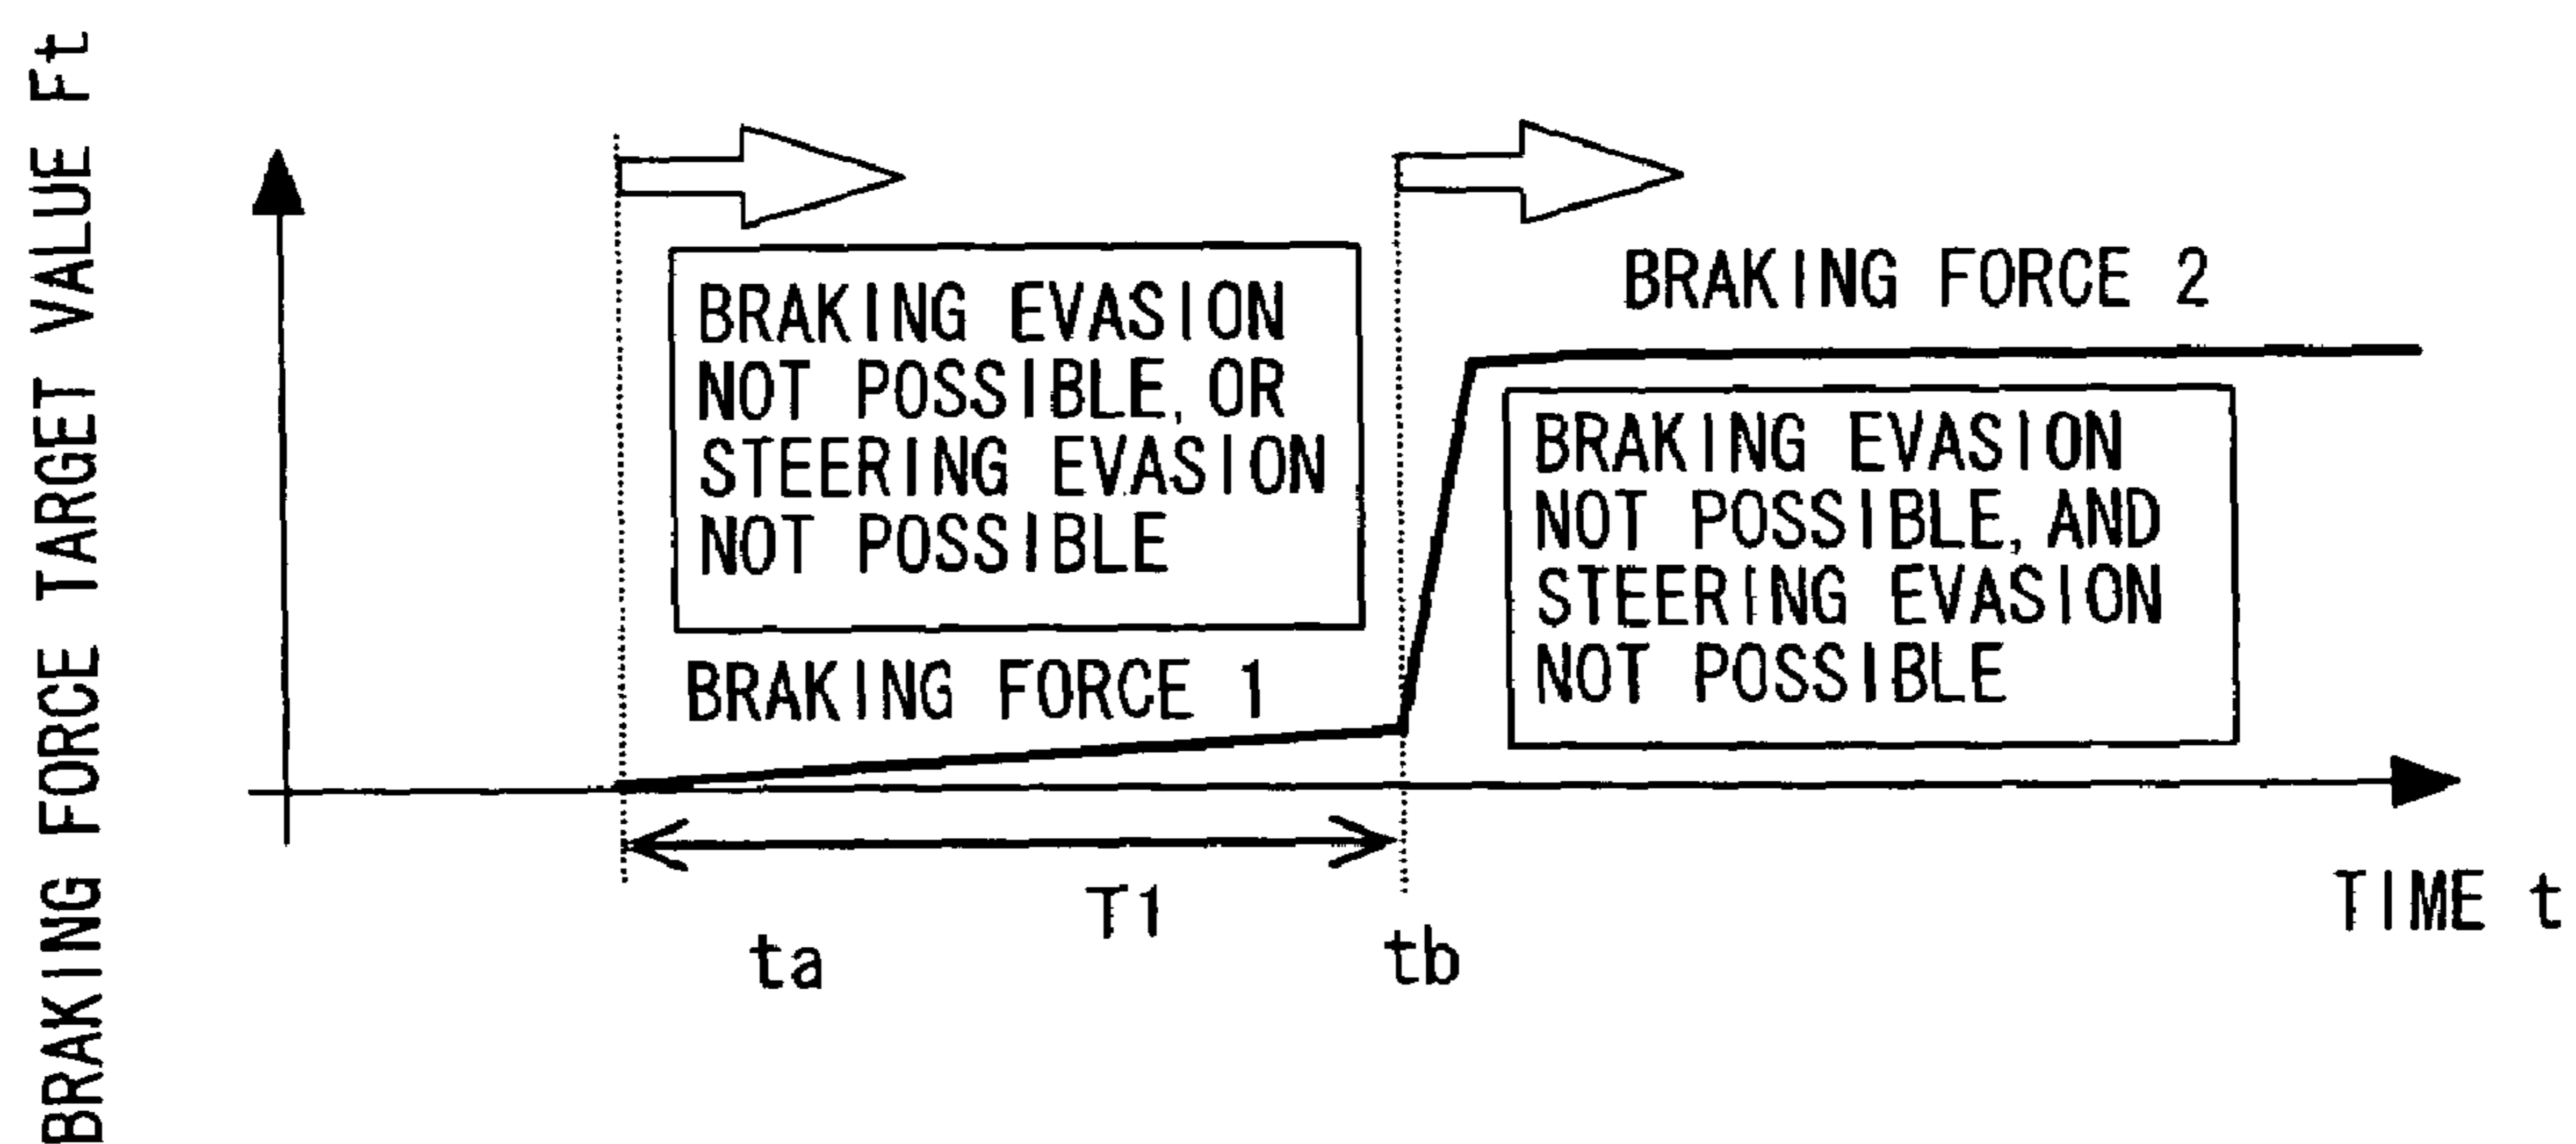 BRAKING FORCE TARGET VALUE Ft
BRAKING EVASION
NOT POSSIBLE, OR
STEERING EVASION
NOT POSSIBLE
BRAKING FORCE 1
BRAKING FORCE 2
BRAKING EVASION
NOT POSSIBLE, AND
STEERING EVASION
NOT POSSIBLE
T1
ta
tb
TIME t